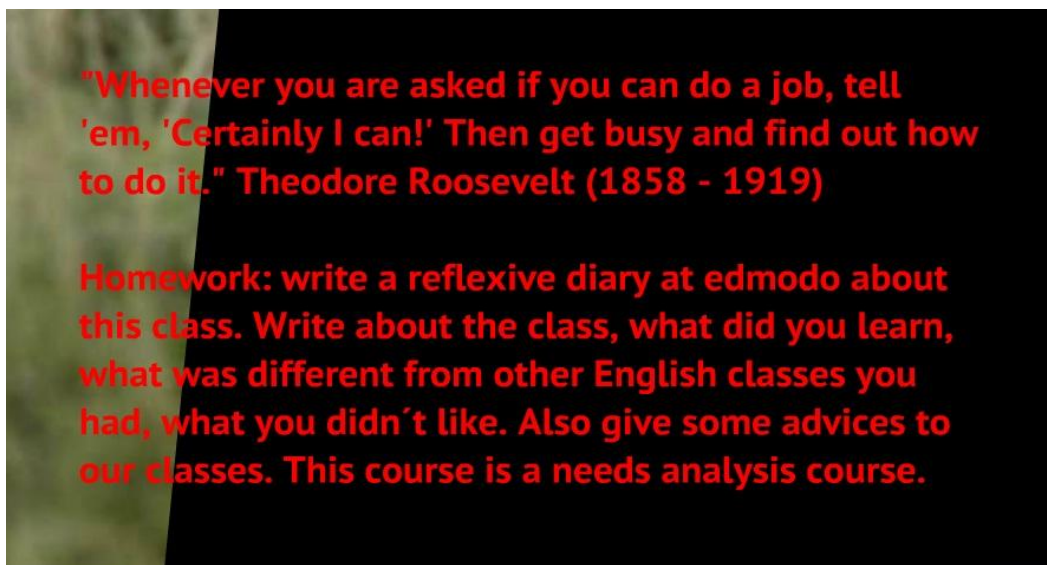 "Whenever you are asked if you can do a job, tell
'em, 'Certainly I can!' Then get busy and find out how
to do it." Theodore Roosevelt (1858 - 1919)
Homework: write a reflexive diary at edmodo about
this class. Write about the class, what did you learn,
what was different from other English classes you
had, what you didn´t like. Also give some advices to
our classes. This course is a needs analysis course.